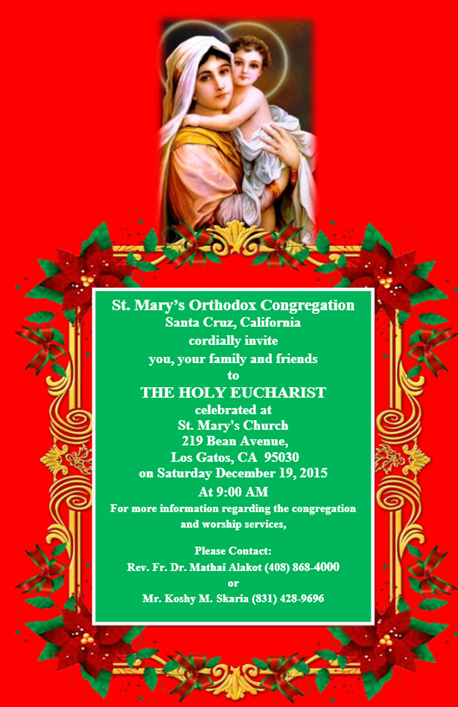 St. Mary's Orthodox Congregation
Santa Cruz, California
cordially invite
you, your family and friends
to
THE HOLY EUCHARIST
celebrated at
St. Mary's Church
219 Bean Avenue,
Los Gatos, CA  95030
on Saturday December 19, 2015
At 9:00 AM
For more information regarding the congregation
and worship services,
Please Contact:
Rev. Fr. Dr. Mathai Alakot (408) 868-4000
or
Mr. Koshy M. Skaria (831) 428-9696